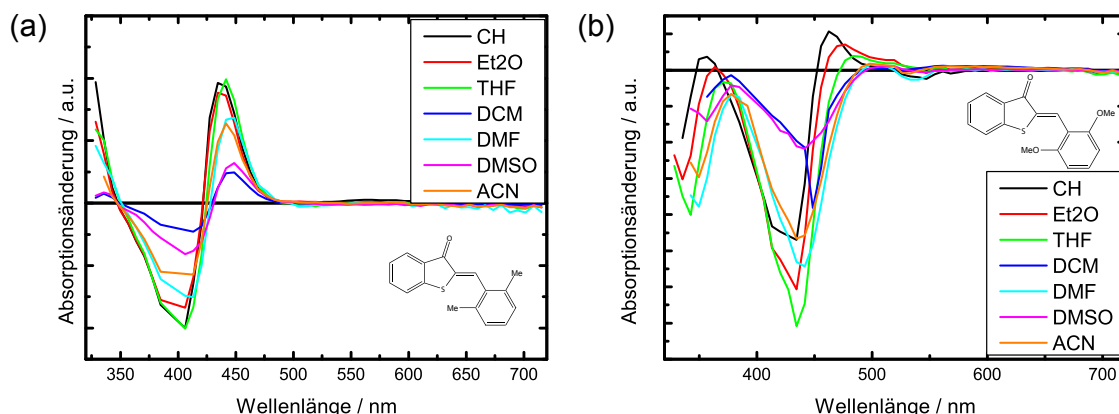 (a)
Absorptionsänderung / a.u.
CH
Et2O
THF
DCM
DMF
DMSO
ACN
O
S
Me
Me
350 400 450 500 550 600 650 700
Wellenlänge / nm
(b)
Absorptionsänderung / a.u.
O
S
OMe
MeO
CH
Et2O
THF
DCM
DMF
DMSO
ACN
400 500 600 700
Wellenlänge / nm